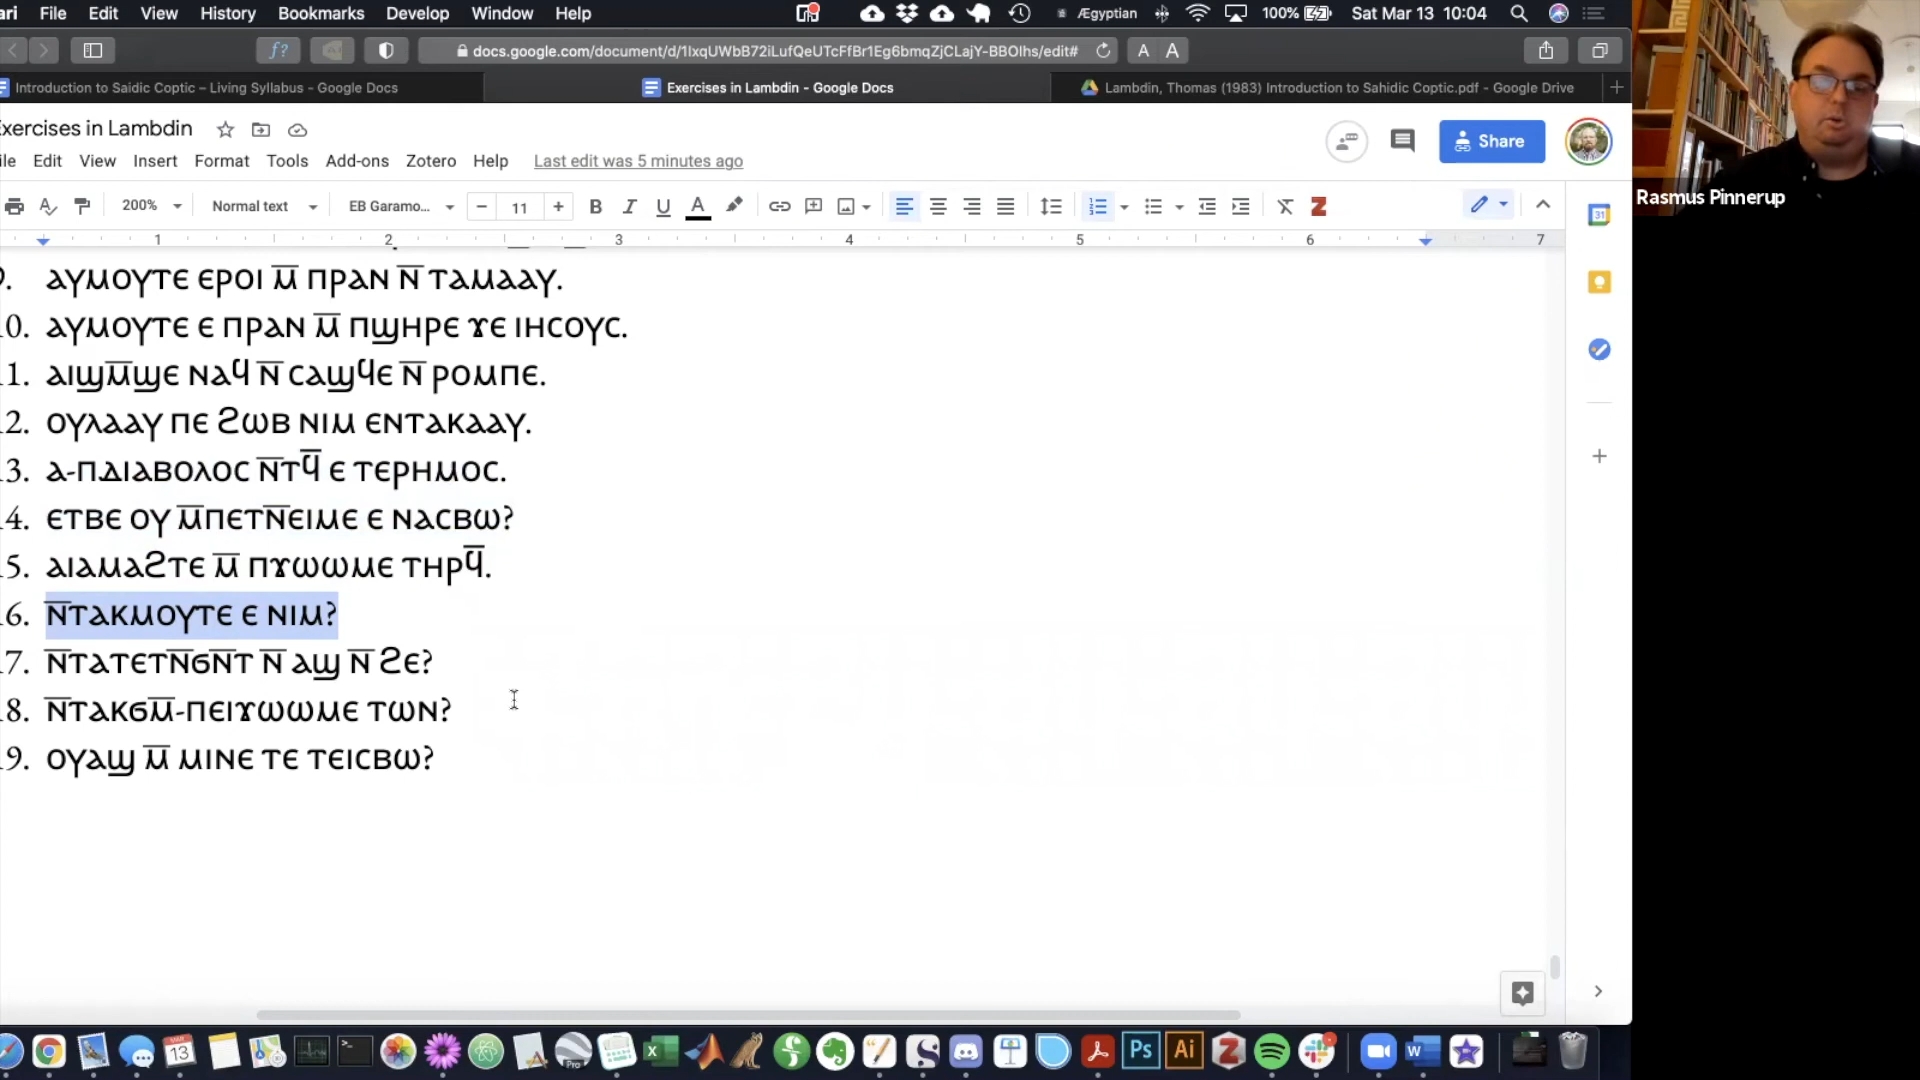 ari File Edit View History Bookmarks Develop Window Help Ægyptian 100% Sat Mar 13 10:04
docs.google.com/document/d/1IxqUWbB72iLufQeUTcFfBr1Eg6bmqZjCLajY-BBOlhs/edit# A A
Introduction to Saidic Coptic – Living Syllabus - Google Docs
Exercises in Lambdin - Google Docs
Lambdin, Thomas (1983) Introduction to Sahidic Coptic.pdf - Google Drive
xercises in Lambdin
Share
Rasmus Pinnerup
ile Edit View Insert Format Tools Add-ons Zotero Help Last edit was 5 minutes ago
200% Normal text EB Garamo... 11 B I U A Z
1 2 3 4 5 6 7
9. ⲁⲩⲙⲟⲩⲧⲉ ⲉⲣⲟⲓ ⲙ̅ ⲡⲣⲁⲛ ⲛ̅ ⲧⲁⲙⲁⲁⲩ.
0. ⲁⲩⲙⲟⲩⲧⲉ ⲉ ⲡⲣⲁⲛ ⲙ̅ ⲡϣⲏⲣⲉ ϫⲉ ⲓⲏⲥⲟⲩⲥ.
1. ⲁⲓϣⲙ̅ϣⲉ ⲛⲁϥ ⲛ̅ ⲥⲁϣϥⲉ ⲛ̅ ⲣⲟⲙⲡⲉ.
2. ⲟⲩⲗⲁⲁⲩ ⲡⲉ ϩⲱⲃ ⲛⲓⲙ ⲉⲛⲧⲁⲕⲁⲁⲩ.
3. ⲁ-ⲡⲇⲓⲁⲃⲟⲗⲟⲥ ⲛ̅ⲧϥ̅ ⲉ ⲧⲉⲣⲏⲙⲟⲥ.
4. ⲉⲧⲃⲉ ⲟⲩ ⲙ̅ⲡⲉⲧⲛ̅ⲉⲓⲙⲉ ⲉ ⲛⲁⲥⲃⲱ?
5. ⲁⲓⲁⲙⲁϩⲧⲉ ⲙ̅ ⲡϫⲱⲱⲙⲉ ⲧⲏⲣϥ̅.
6. ⲛ̅ⲧⲁⲕⲙⲟⲩⲧⲉ ⲉ ⲛⲓⲙ?
7. ⲛ̅ⲧⲁⲧⲉⲧⲛ̅ϭⲛ̅ⲧ ⲛ̅ ⲁϣ ⲛ̅ ϩⲉ?
8. ⲛ̅ⲧⲁⲕϭⲙ̅-ⲡⲉⲓϫⲱⲱⲙⲉ ⲧⲱⲛ?
9. ⲟⲩⲁϣ ⲙ̅ ⲙⲓⲛⲉ ⲧⲉ ⲧⲉⲓⲥⲃⲱ?